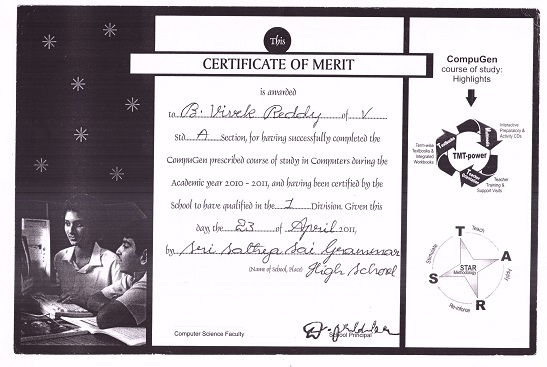 This
CERTIFICATE OF MERIT
is awarded
to B. Vivek Reddy of V
Std. A Section, for having successfully completed the
CompuGen prescribed course of study in Computers during the
Academic year 2010 - 2011, and having been certified by the
School to have qualified in the I Division. Given this
day, the 23 of April 2011,
by Sri Sathya Sai Grammar
(Name of School, Place) High School
Computer Science Faculty
School Principal
CompuGen
course of study:
Highlights
Interactive
Preparatory &
Activity CDs
Term-wise
Textbooks &
Integrated
Workbooks
TMT-power
Teacher
Training &
Support Visits
Teach
T
A
Apply
STAR
Methodology
S
R
Re-inforce